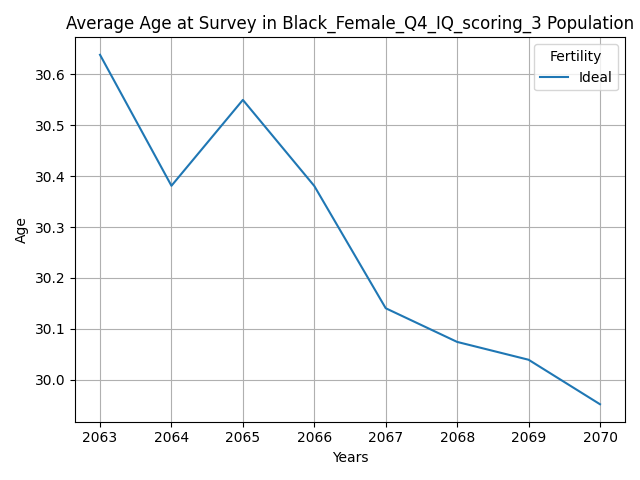 Average Age at Survey in Black_Female_Q4_IQ_scoring_3 Population
Fertility
Ideal
30.6
30.5
30.4
30.3
30.2
30.1
30.0
Age
2063 2064 2065 2066 2067 2068 2069 2070
Years